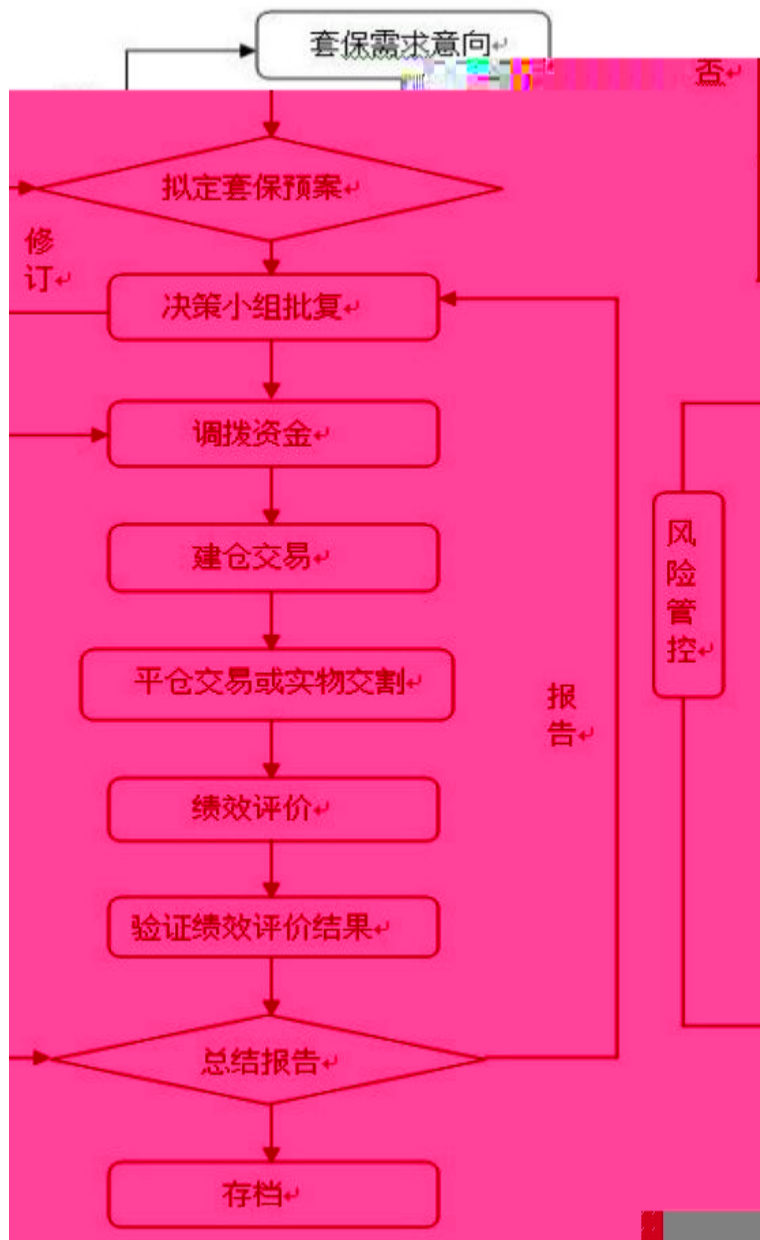 套保需求意向
否
拟定套保预案
修
订
决策小组批复
调拨资金
建仓交易
平仓交易或实物交割
绩效评价
验证绩效评价结果
总结报告
存档
报
告
风
险
管
控